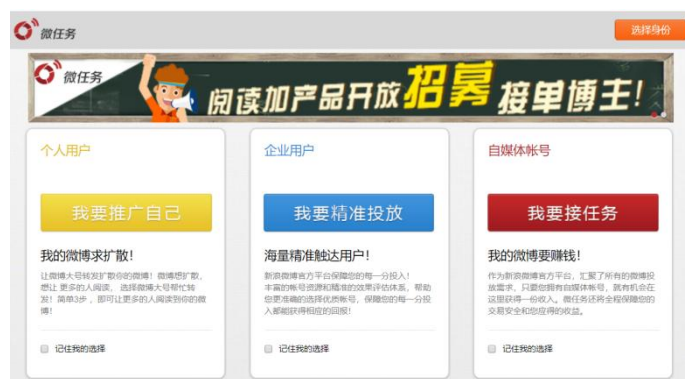 微任务
选择身份
微任务
阅读加产品开放招募接单博主!
个人用户
我要推广自己
我的微博求扩散!
让微博大号转发扩散你的微博!微博想扩散,
想让 更多的人阅读, 选择微博大号帮忙转
发!简单3步,即可让更多的人阅读到你的微
博!
记住我的选择
企业用户
我要精准投放
海量精准触达用户!
新浪微博官方平台保障您的每一分投入!
丰富的帐号资源和精准的效果评估体系,帮助
您更准确的选择优质帐号,保障您的每一分投
入都能获得相应的回报!
记住我的选择
自媒体帐号
我要接任务
我的微博要赚钱!
作为新浪微博官方平台,汇聚了所有的微博投
放需求,只要您拥有自媒体帐号,就有机会在
这里获得一份收入。微任务还将全程保障您的
交易安全和您应得的收益。
记住我的选择